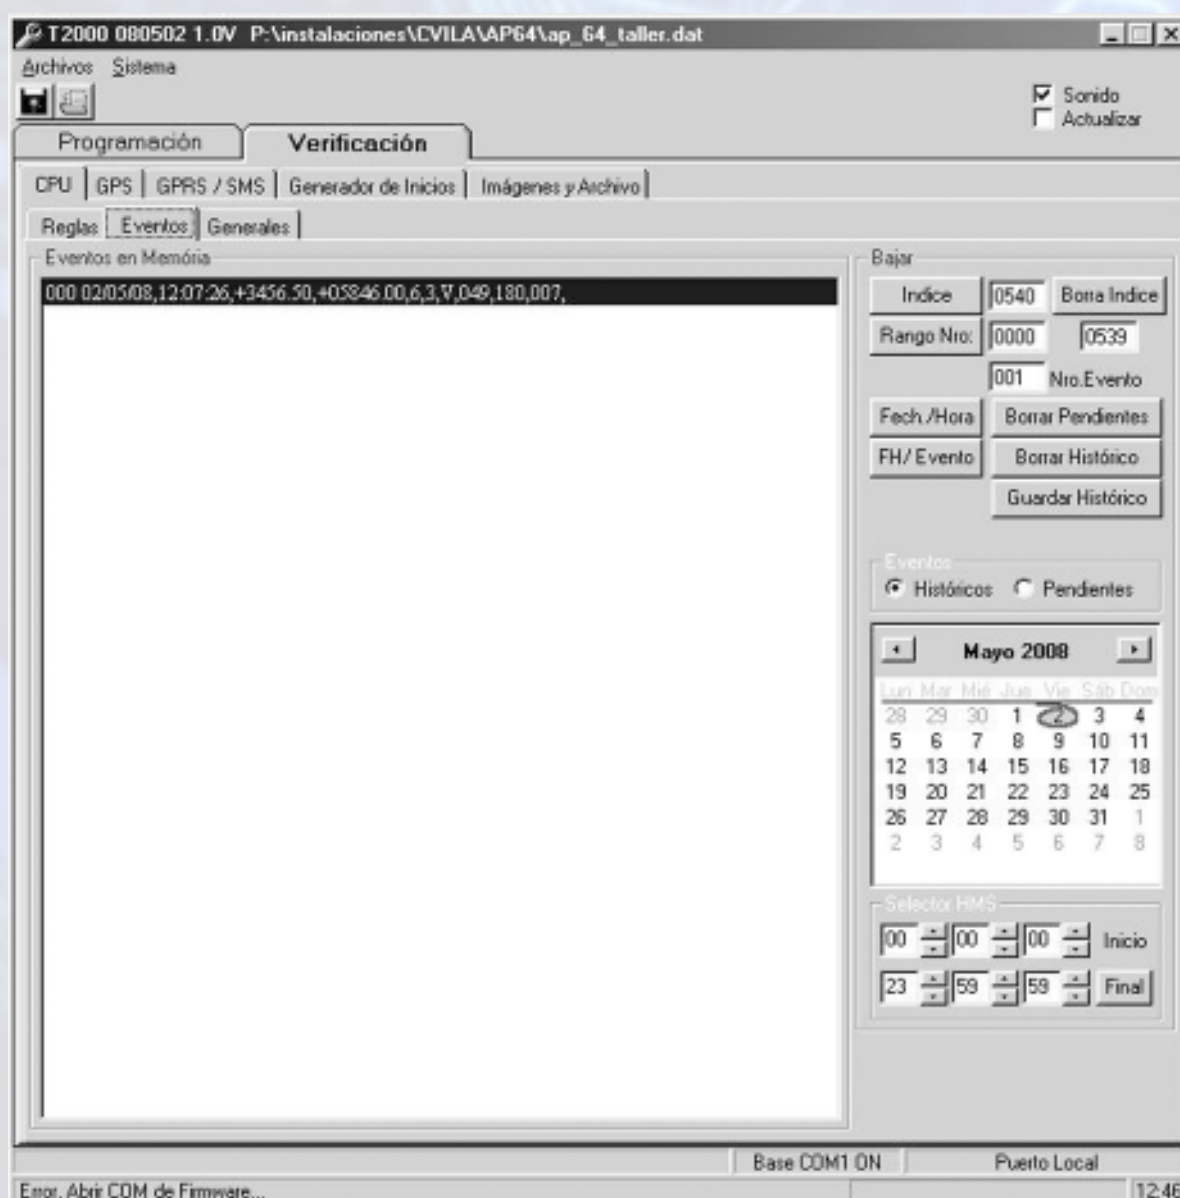 T2000 080502 1.0V P:\instalaciones\CVILA\AP64\ap_64_taller.dat
Archivos Sistema
Sonido
Actualizar
Programación Verificación
CPU GPS GPRS / SMS Generador de Inicios Imágenes y Archivo
Reglas Eventos Generales
Eventos en Memória
000 02/05/08,12:07:26,+3456.50,+05846.00,6,3,V,049,180,007,
Bajar
Indice 0540 Borra Indice
Rango Nro: 0000 0539
001 Nro.Evento
Fech./Hora Borrar Pendientes
FH/ Evento Borrar Histórico
Guardar Histórico
Eventos
Históricos Pendientes
Mayo 2008
Lun Mar Mié Jue Vie Sáb Dom
28 29 30 1 2 3 4
5 6 7 8 9 10 11
12 13 14 15 16 17 18
19 20 21 22 23 24 25
26 27 28 29 30 31 1
2 3 4 5 6 7 8
Selector HMS
00 00 00 Inicio
23 59 59 Final
Base COM1 ON Puerto Local
Error, Abrir COM de Firmware... 12:46